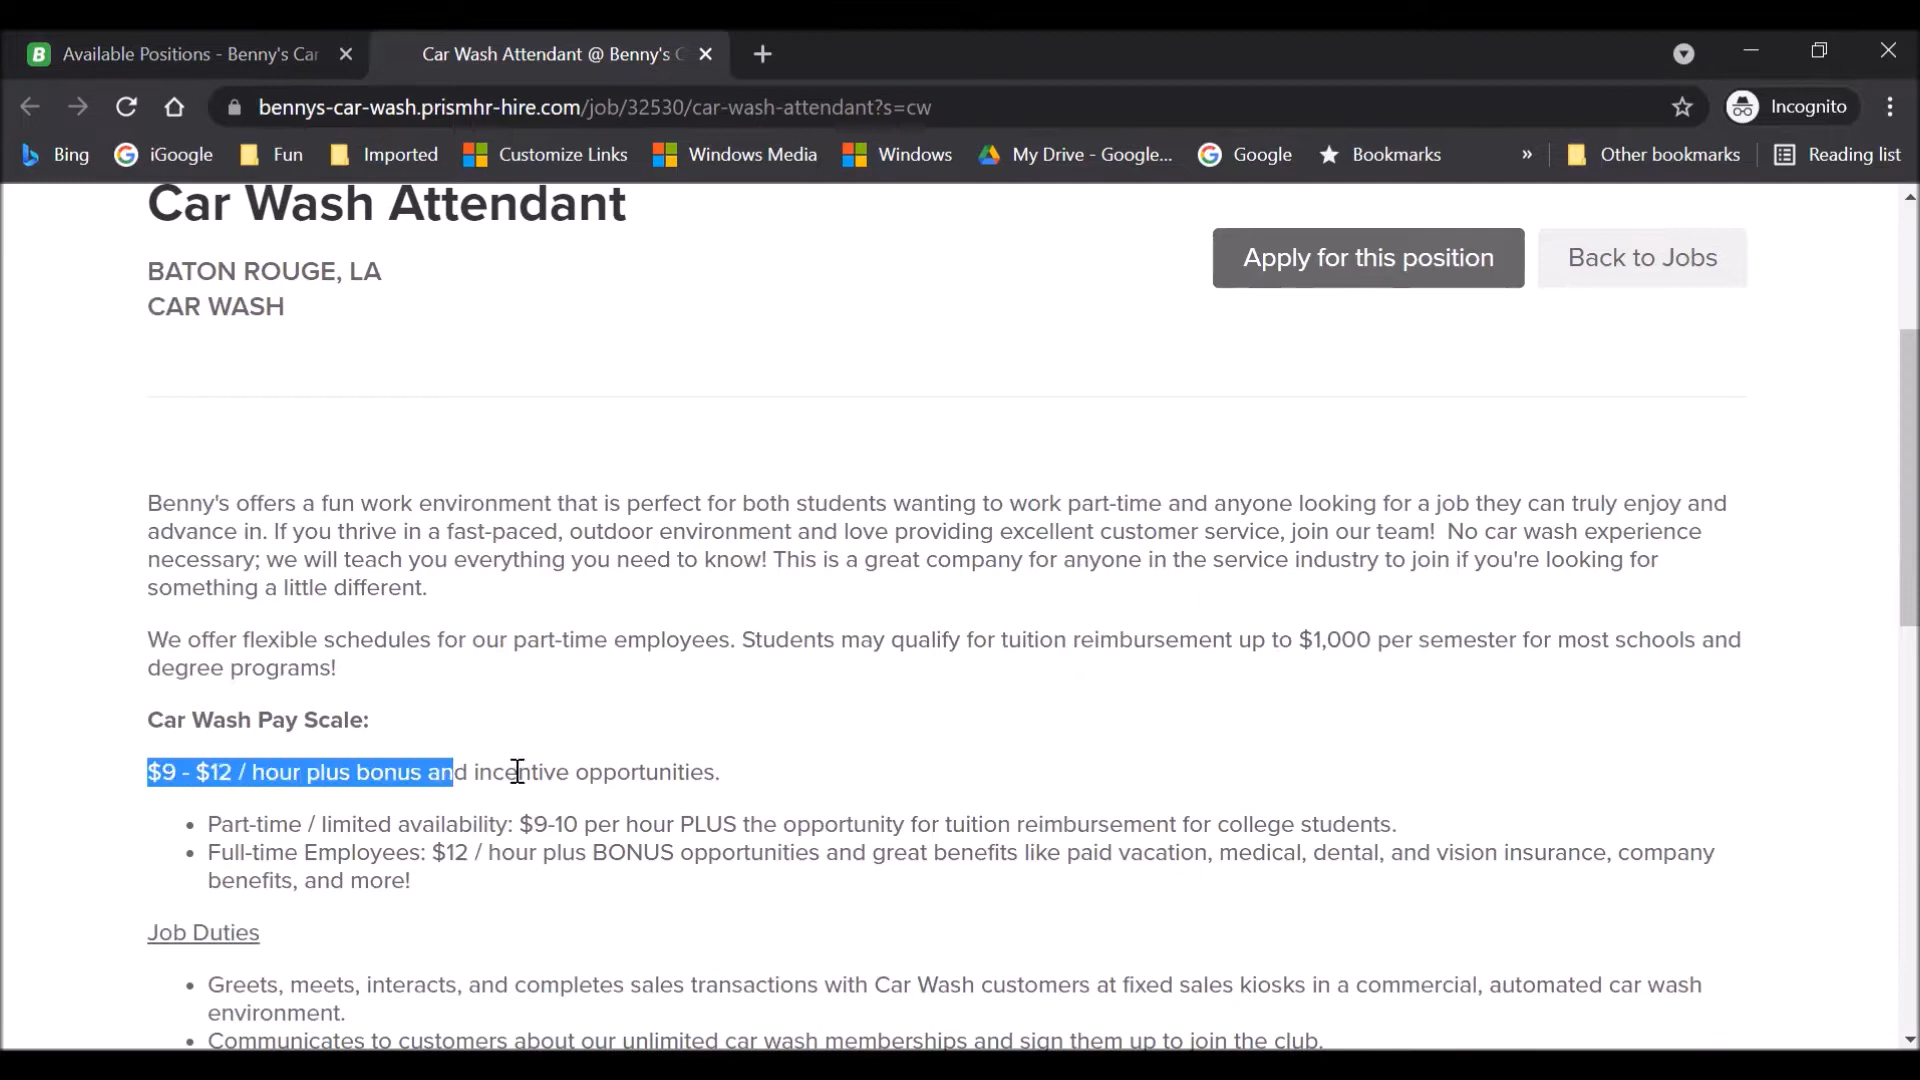 Available Positions - Benny's Car
Car Wash Attendant @ Benny's C
bennys-car-wash.prismhr-hire.com/job/32530/car-wash-attendant?s=cw
Incognito
Bing
iGoogle
Fun
Imported
Customize Links
Windows Media
Windows
My Drive - Google...
Google
Bookmarks
»
Other bookmarks
Reading list
Car Wash Attendant
BATON ROUGE, LA
CAR WASH
Apply for this position
Back to Jobs
Benny's offers a fun work environment that is perfect for both students wanting to work part-time and anyone looking for a job they can truly enjoy and
advance in. If you thrive in a fast-paced, outdoor environment and love providing excellent customer service, join our team!  No car wash experience
necessary; we will teach you everything you need to know! This is a great company for anyone in the service industry to join if you're looking for
something a little different.
We offer flexible schedules for our part-time employees. Students may qualify for tuition reimbursement up to $1,000 per semester for most schools and
degree programs!
Car Wash Pay Scale:
$9 - $12 / hour plus bonus and incentive opportunities.
• Part-time / limited availability: $9-10 per hour PLUS the opportunity for tuition reimbursement for college students.
• Full-time Employees: $12 / hour plus BONUS opportunities and great benefits like paid vacation, medical, dental, and vision insurance, company
benefits, and more!
Job Duties
• Greets, meets, interacts, and completes sales transactions with Car Wash customers at fixed sales kiosks in a commercial, automated car wash
environment.
• Communicates to customers about our unlimited car wash memberships and sign them up to join the club.